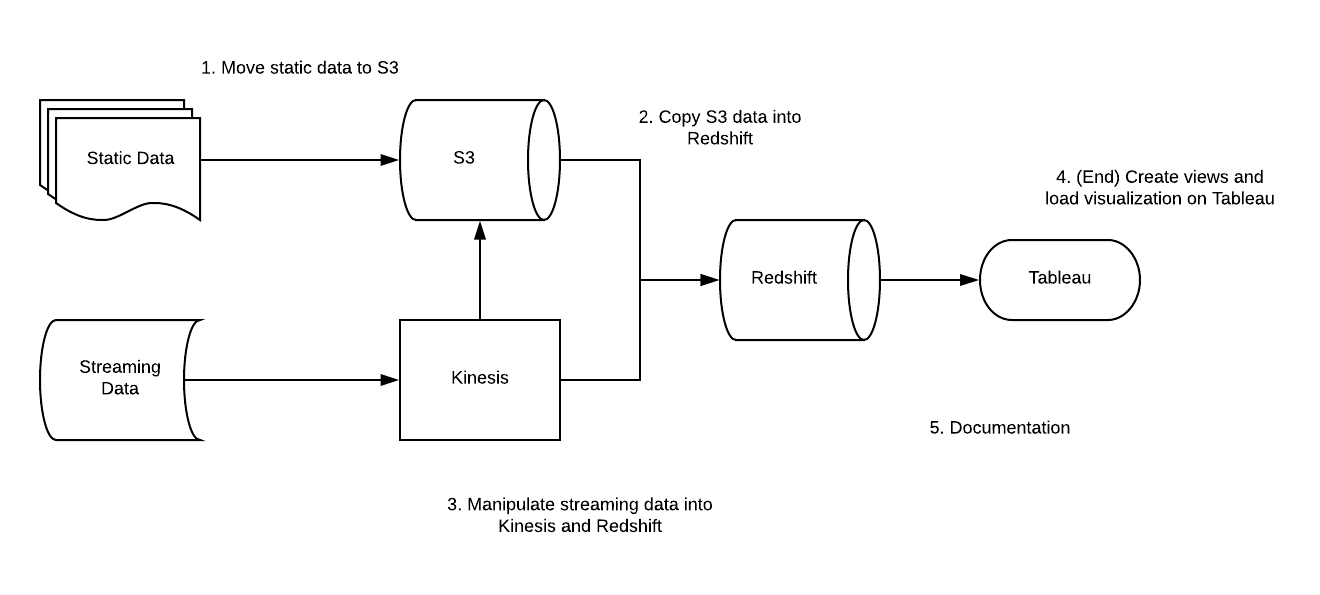 1. Move static data to S3
Static Data
S3
2. Copy S3 data into
Redshift
4. (End) Create views and
load visualization on Tableau
Redshift
Tableau
Streaming
Data
Kinesis
5. Documentation
3. Manipulate streaming data into
Kinesis and Redshift